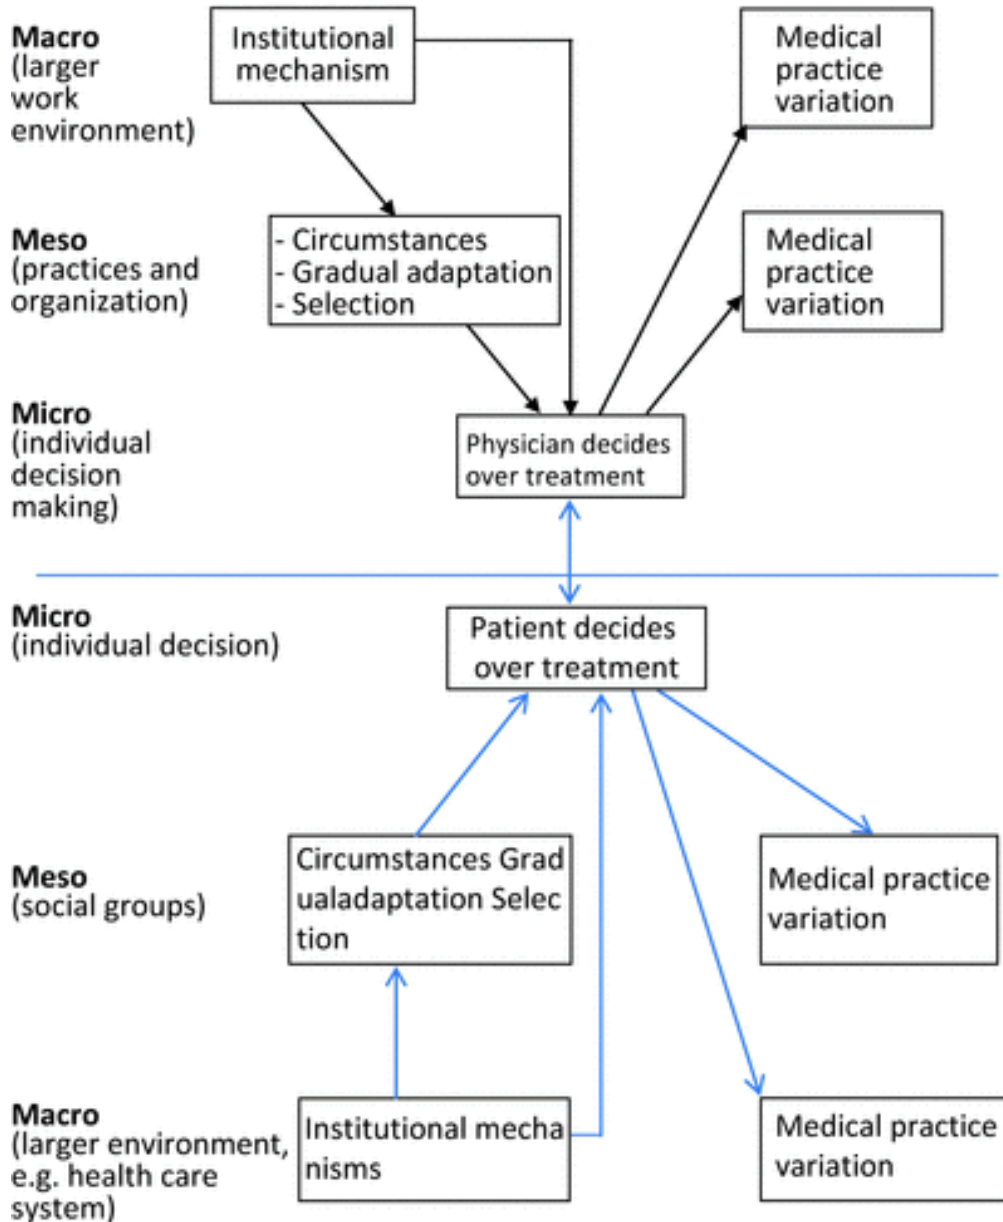 Macro
(larger
work
environment)
Institutional
mechanism
Medical
practice
variation
Meso
(practices and
organization)
- Circumstances
- Gradual adaptation
- Selection
Medical
practice
variation
Micro
(individual
decision
making)
Physician decides
over treatment
Micro
(individual decision)
Patient decides
over treatment
Meso
(social groups)
Circumstances Grad
ualadaptation Selec
tion
Medical practice
variation
Macro
(larger environment,
e.g. health care
system)
Institutional mecha
nisms
Medical practice
variation